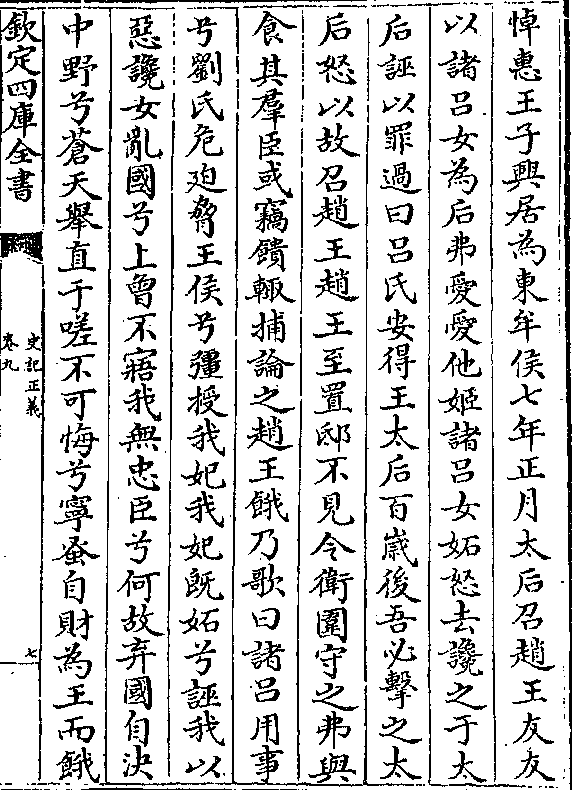 悼惠王子興居為東牟侯七年正月太后召趙王友友
以諸呂女為后弗愛愛他姬諸呂女妬怒去讒之于太
后誣以罪過曰呂氏安得王太后百嵗後吾必擊之太
后怒以故召趙王趙王至置邸不見令衛圍守之弗與
食其羣臣或竊饋輙捕論之趙王餓乃歌曰諸呂用事
兮劉氏危廹脅王侯兮彊授我妃我妃既妬兮誣我以
惡讒女亂國兮上曾不寤我無忠臣兮何故弃國自決
中野兮蒼天舉直于嗟不可悔兮寧蚤自財為王而餓
欽定四庫全書
史記正義
卷九
七